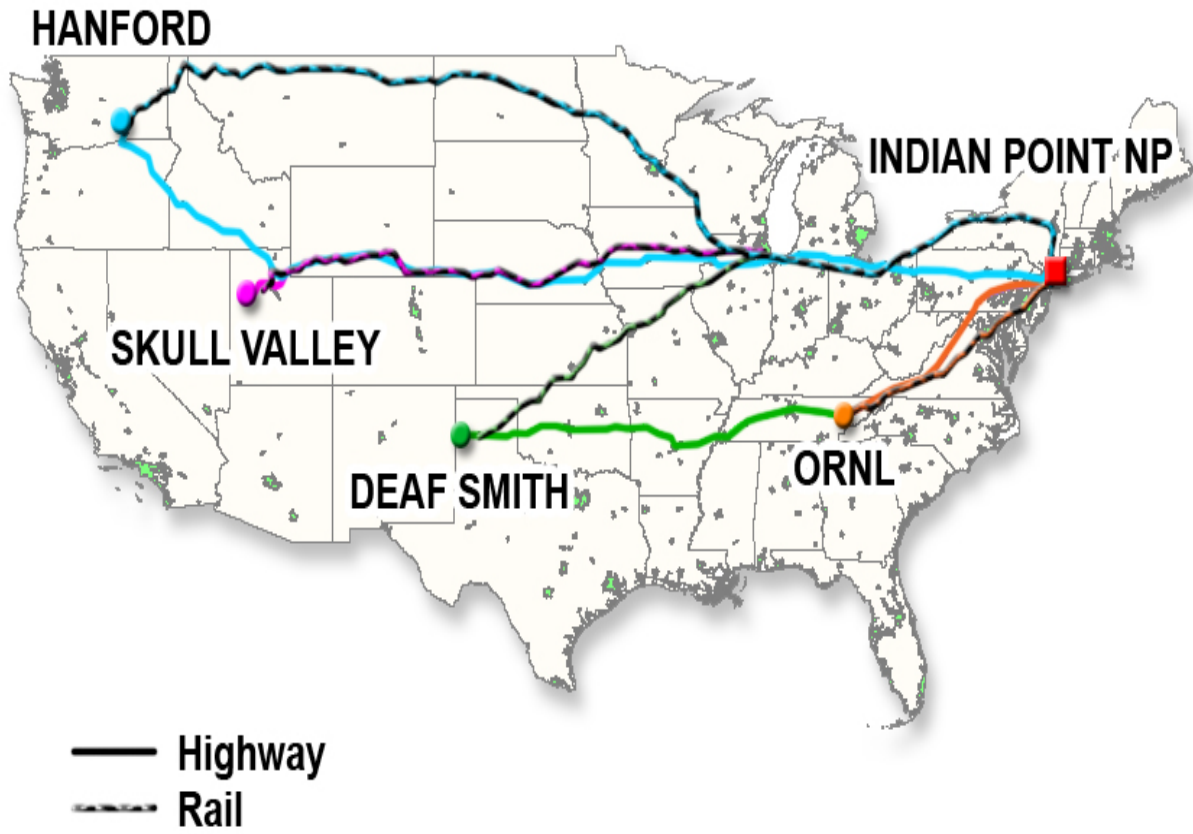 HANFORD
INDIAN POINT NP
SKULL VALLEY
DEAF SMITH
ORNL
Highway
Rail